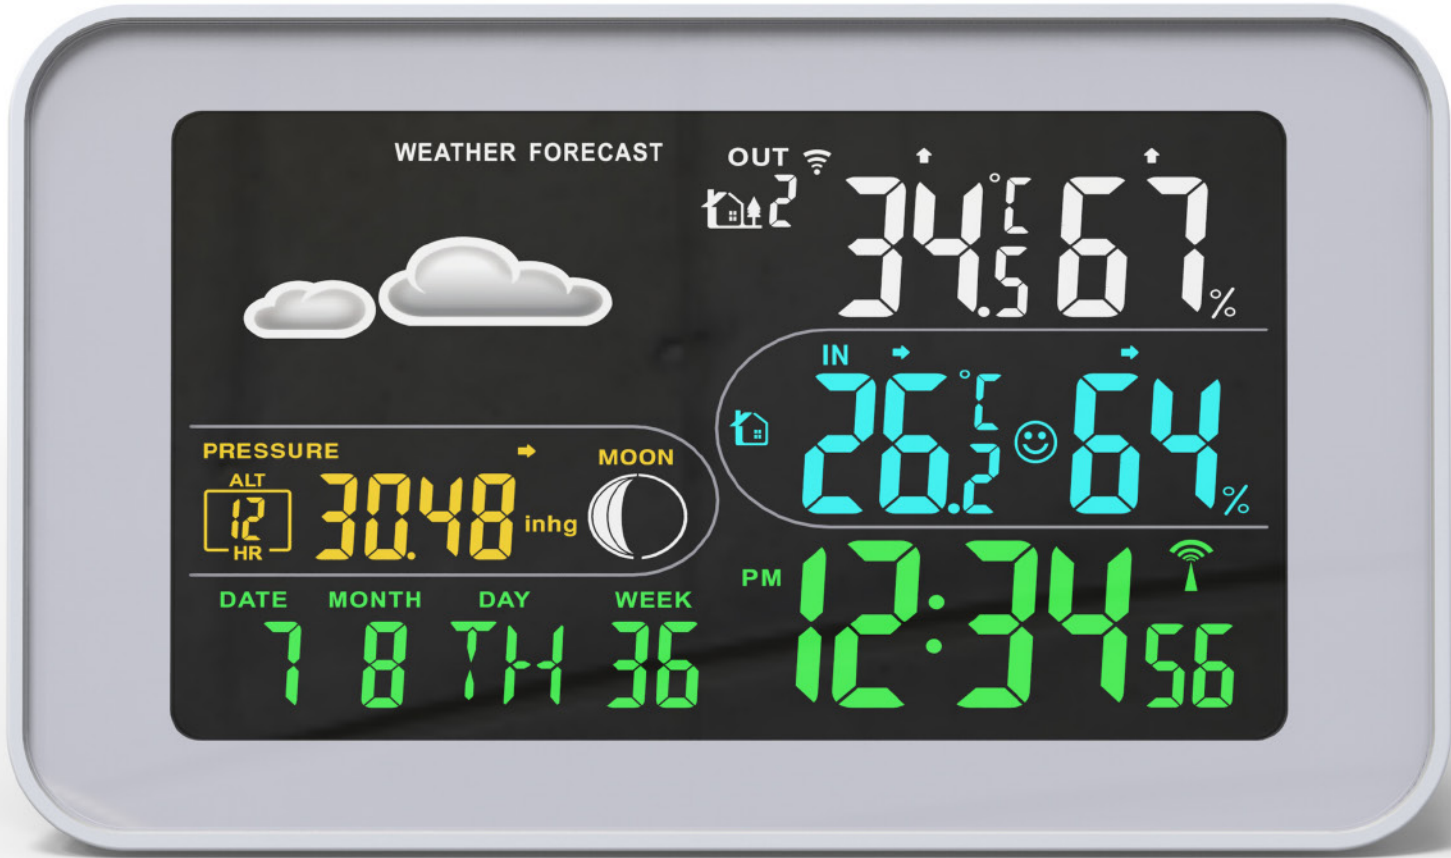 WEATHER FORECAST
OUT
2 34.5 °C 67 %
IN
26.2 °C 64 %
PRESSURE
MOON
ALT
12 30.48 inhg
HR
PM 12:34 56
DATE MONTH DAY WEEK
7 8 TH 36